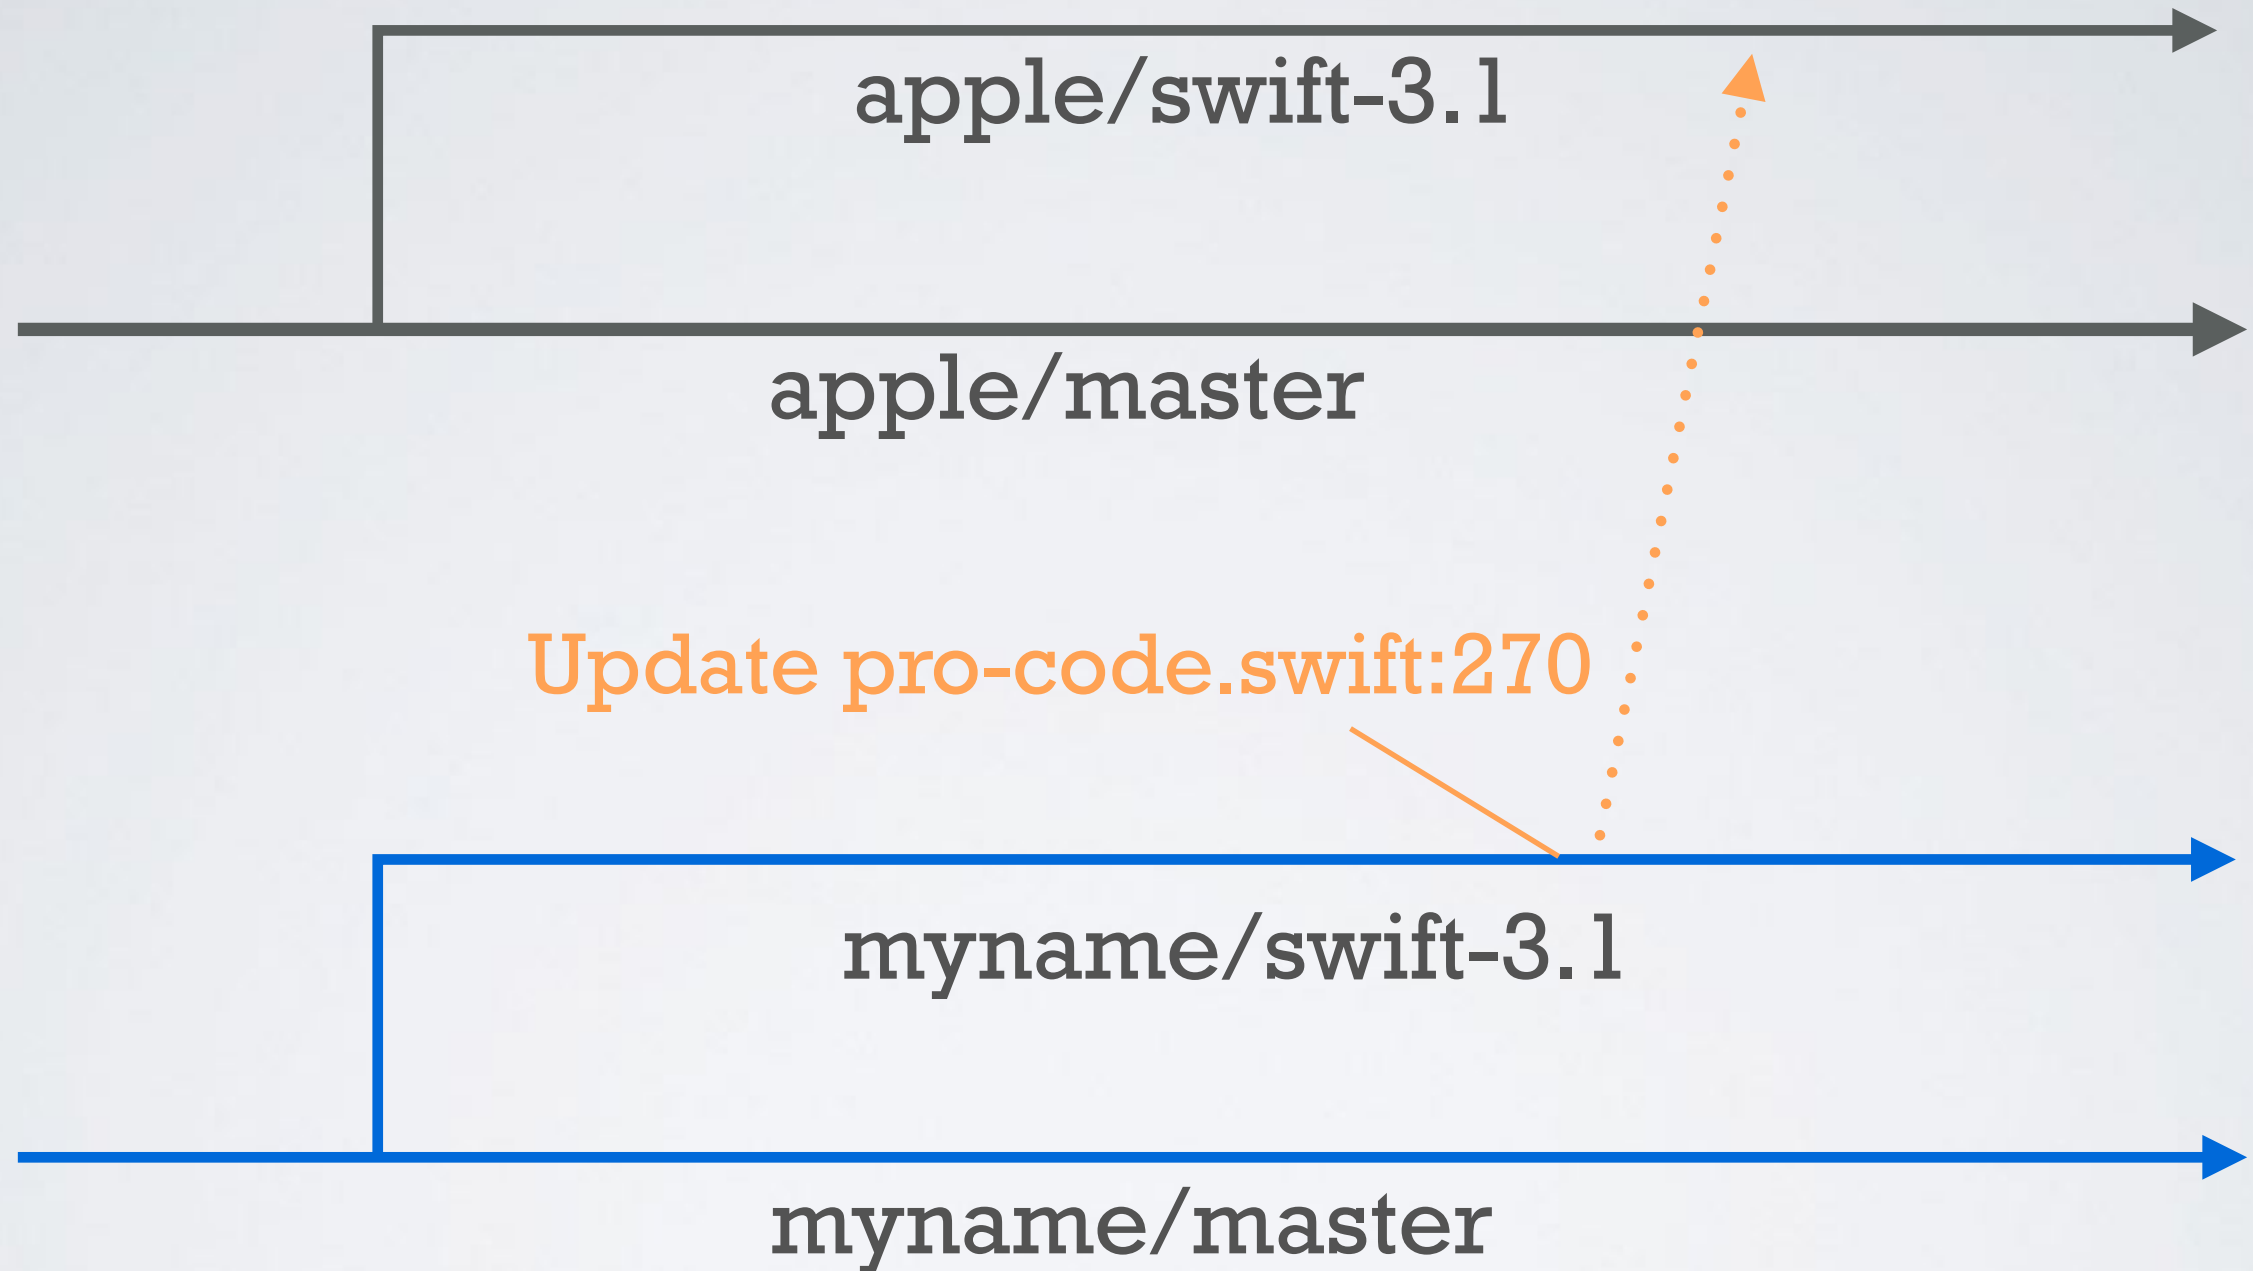 apple/swift-3.1
apple/master
Update pro-code.swift:270
myname/swift-3.1
myname/master